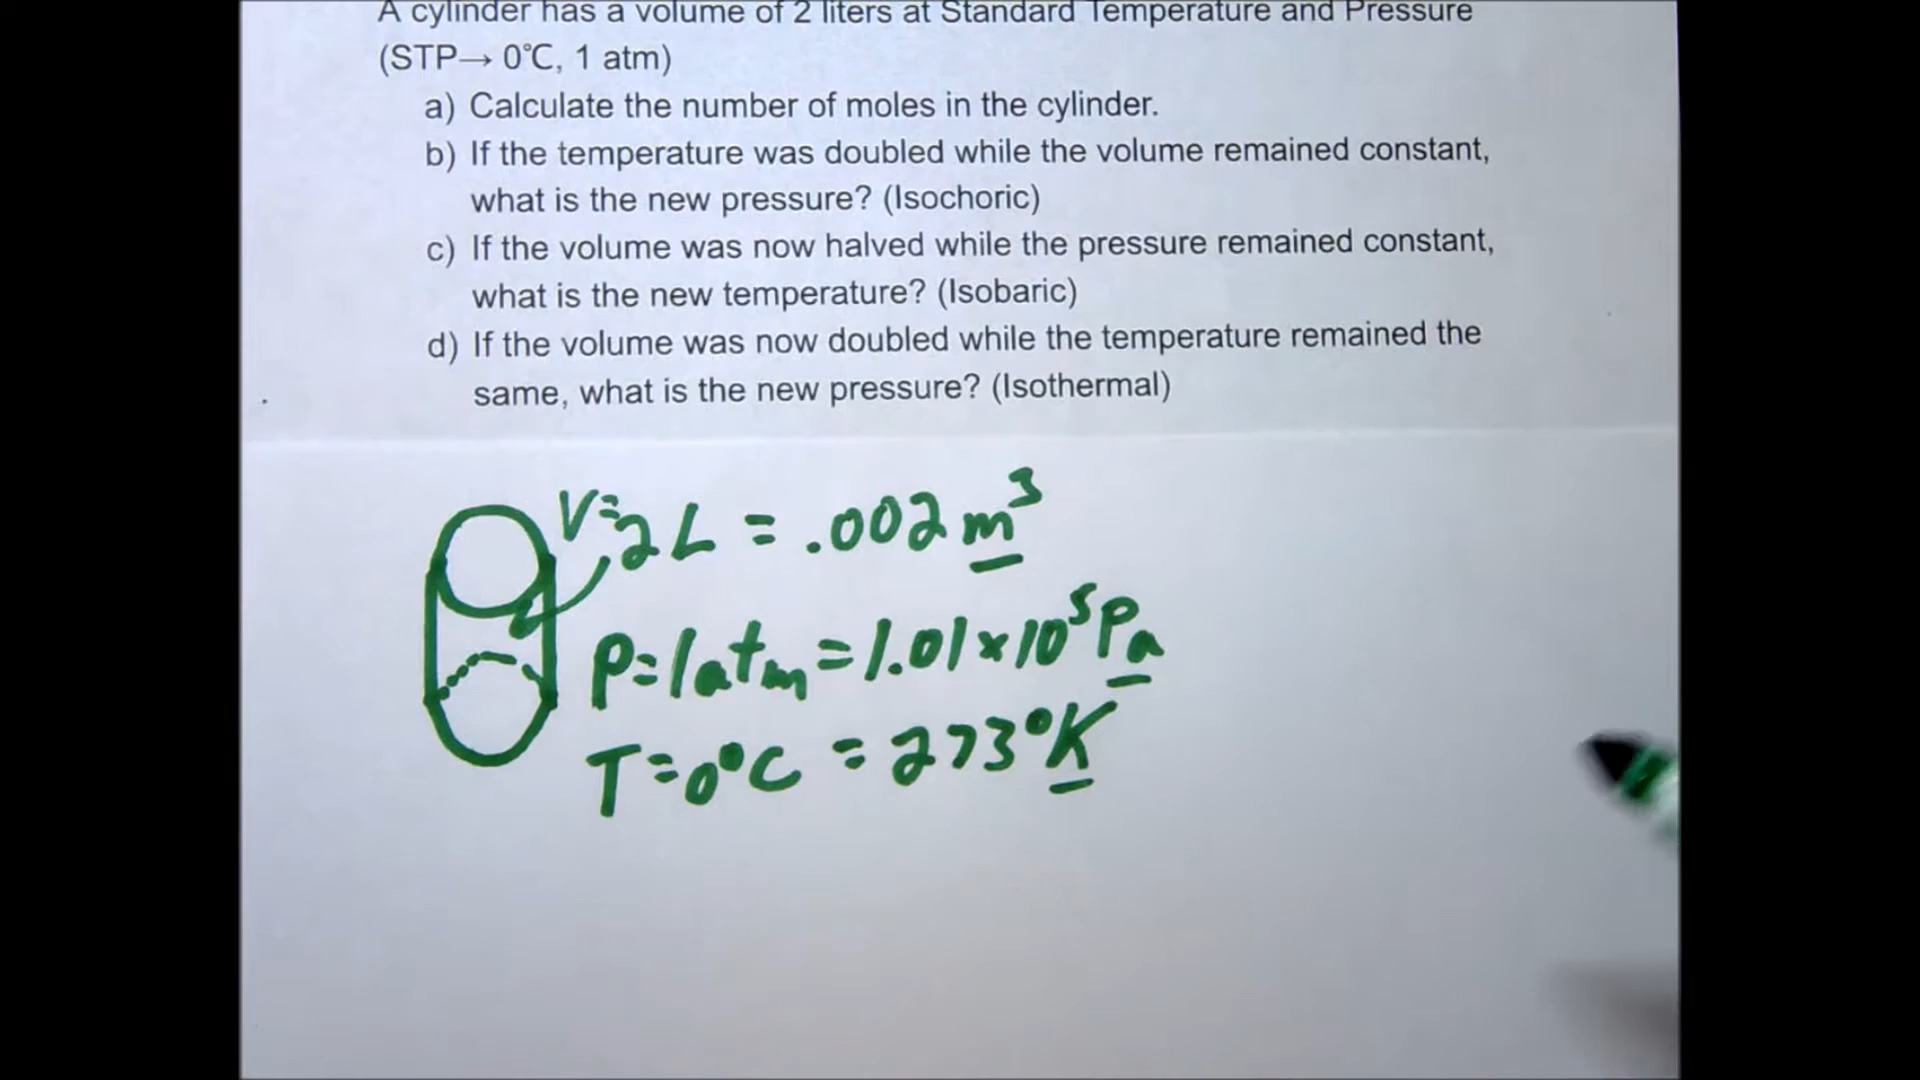 A cylinder has a volume of 2 liters at Standard Temperature and Pressure
(STP→ 0℃, 1 atm)
a) Calculate the number of moles in the cylinder.
b) If the temperature was doubled while the volume remained constant,
what is the new pressure? (Isochoric)
c) If the volume was now halved while the pressure remained constant,
what is the new temperature? (Isobaric)
d) If the volume was now doubled while the temperature remained the
same, what is the new pressure? (Isothermal)
V=2L = .002 m³
P=1atm=1.01×10⁵Pa
T=0°C = 273°K